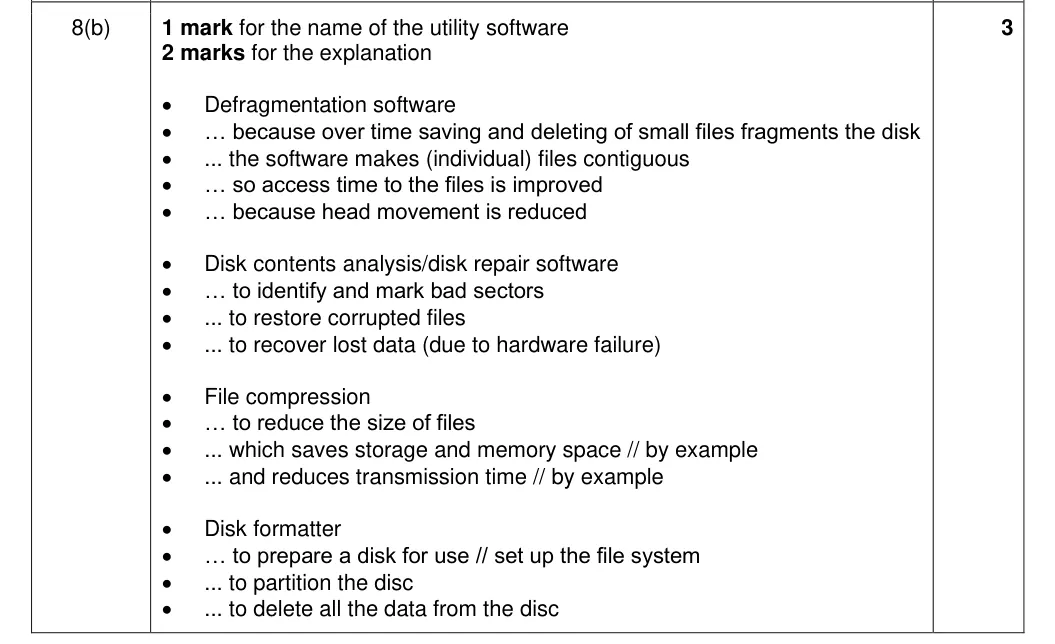 8(b)
1 mark for the name of the utility software
3
2 marks for the explanation
• Defragmentation software
• … because over time saving and deleting of small files fragments the disk
• ... the software makes (individual) files contiguous
• … so access time to the files is improved
• … because head movement is reduced
• Disk contents analysis/disk repair software
• … to identify and mark bad sectors
• ... to restore corrupted files
• ... to recover lost data (due to hardware failure)
• File compression
• … to reduce the size of files
• ... which saves storage and memory space // by example
• ... and reduces transmission time // by example
• Disk formatter
• … to prepare a disk for use // set up the file system
• ... to partition the disc
• ... to delete all the data from the disc